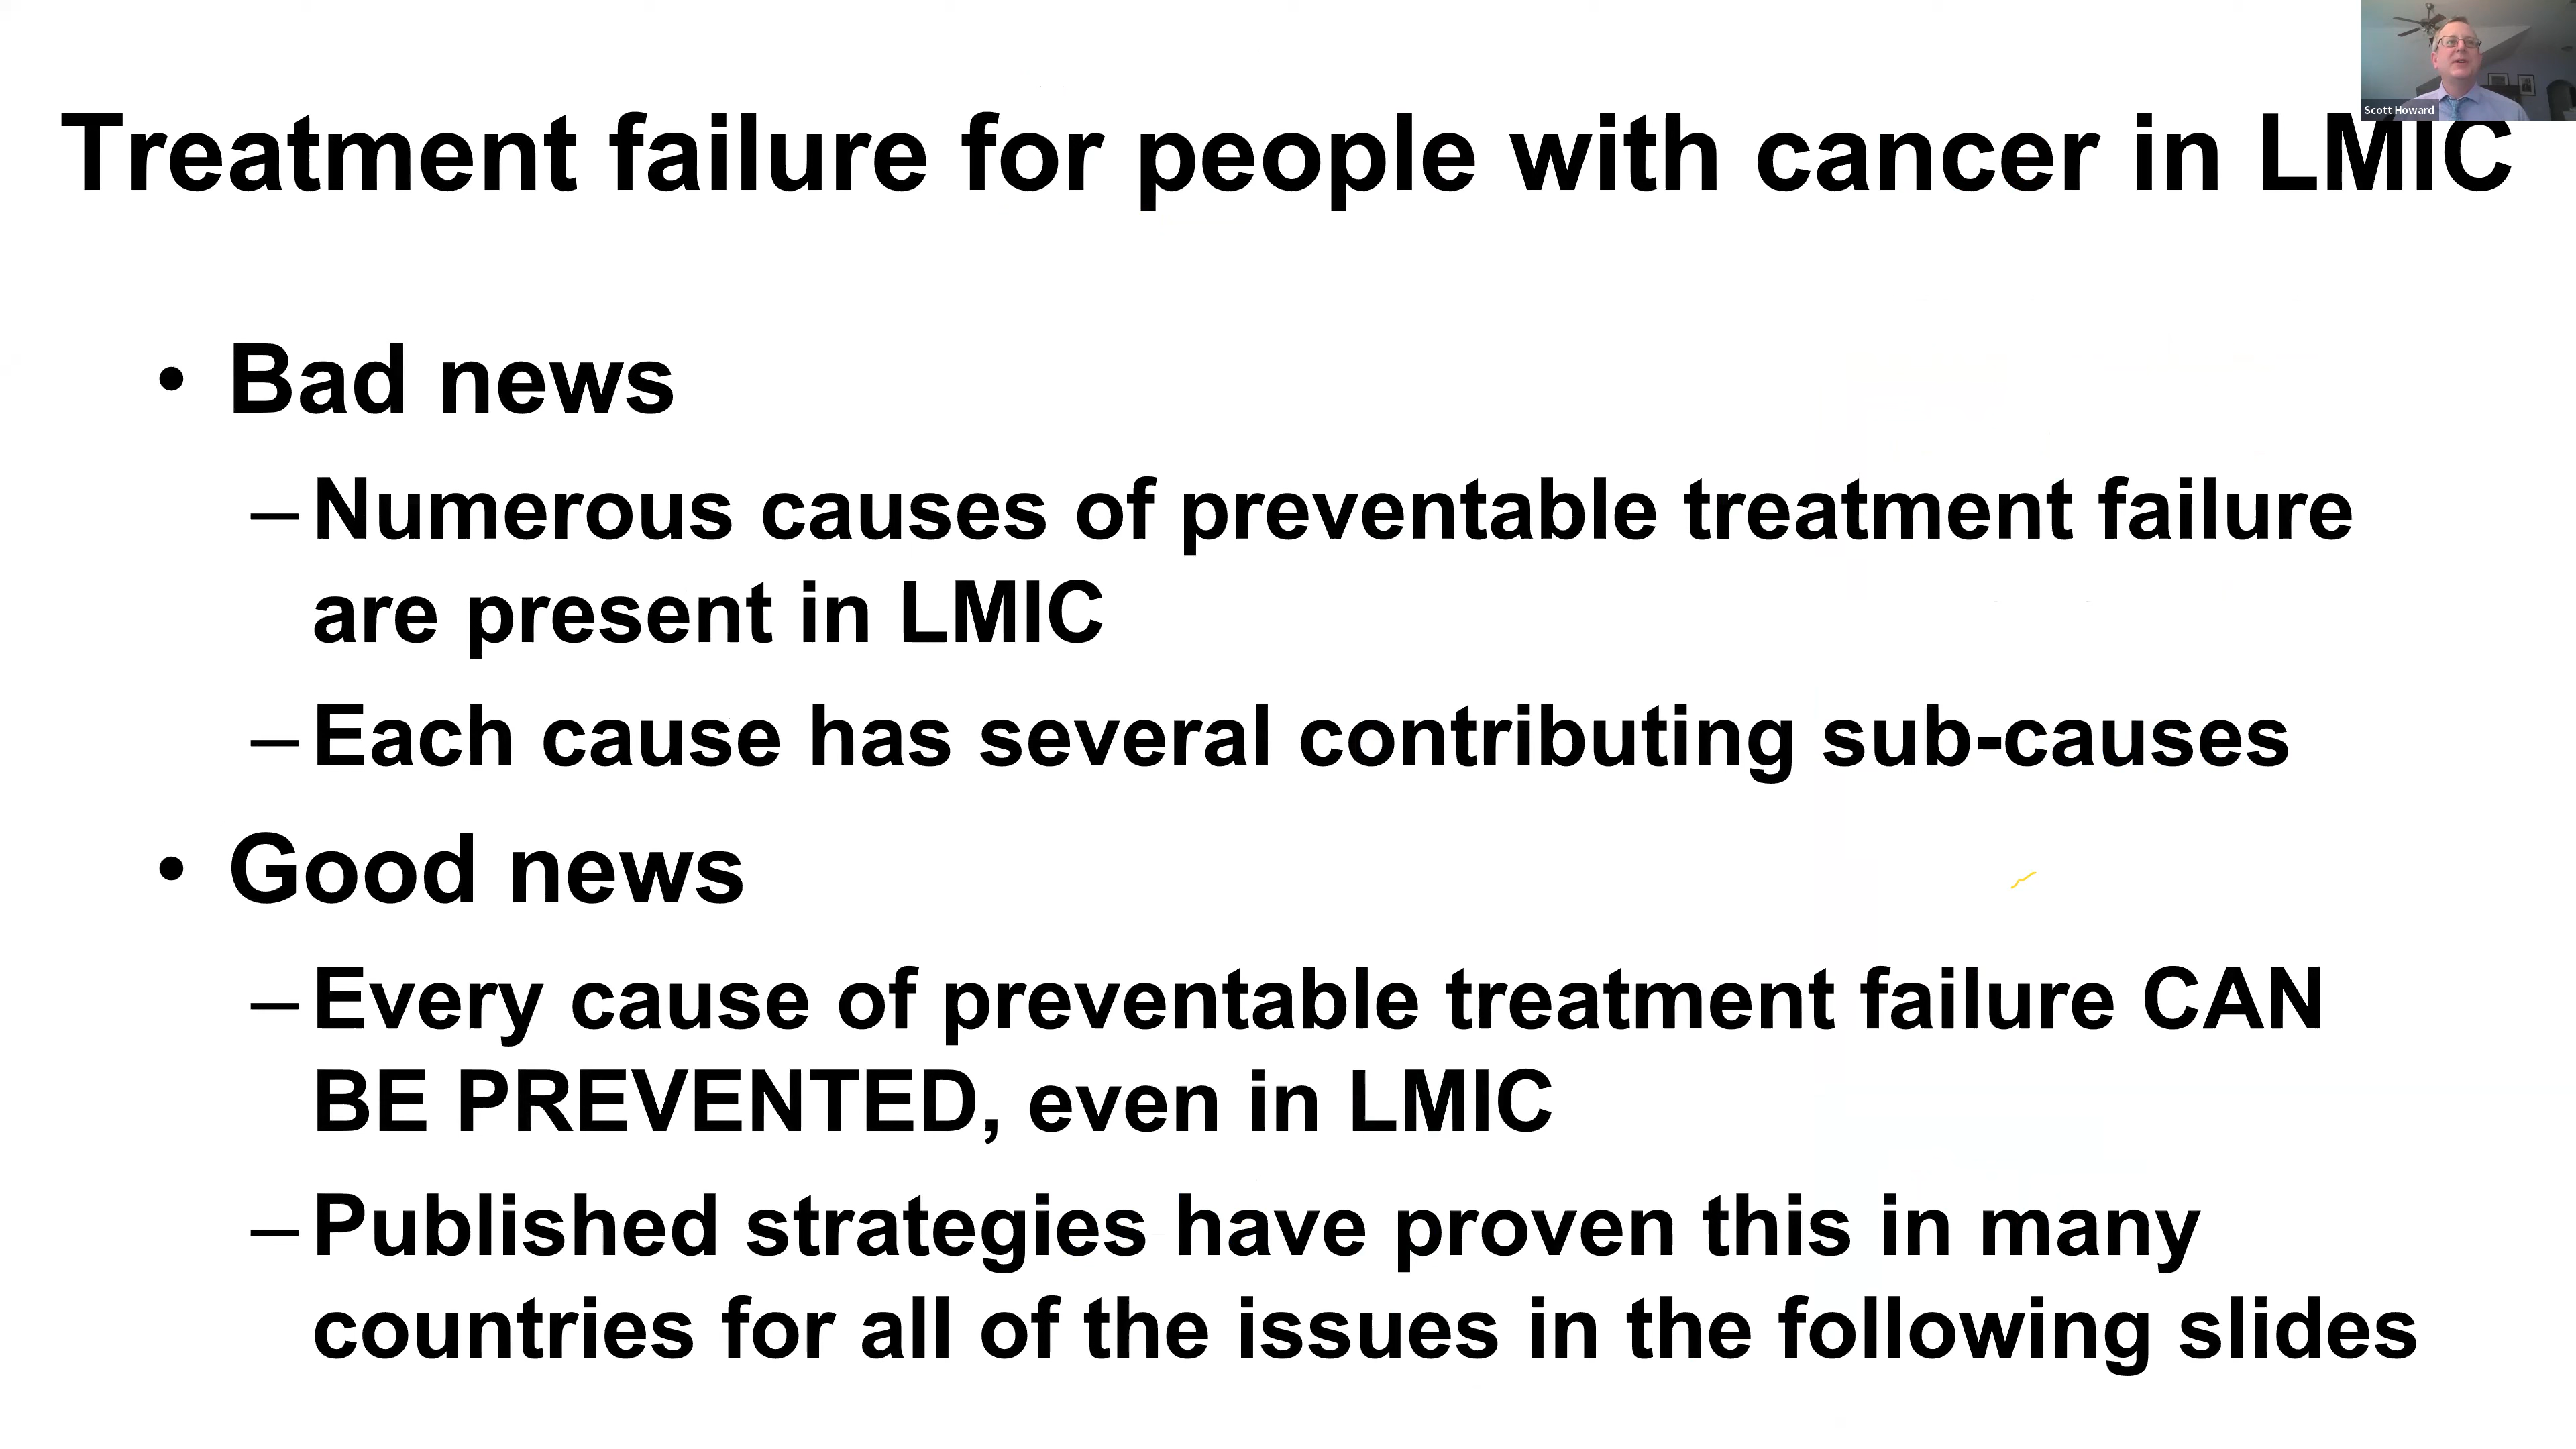 Scott Howard
Treatment failure for people with cancer in LMIC
• Bad news
– Numerous causes of preventable treatment failure
are present in LMIC
– Each cause has several contributing sub-causes
• Good news
– Every cause of preventable treatment failure CAN
BE PREVENTED, even in LMIC
– Published strategies have proven this in many
countries for all of the issues in the following slides